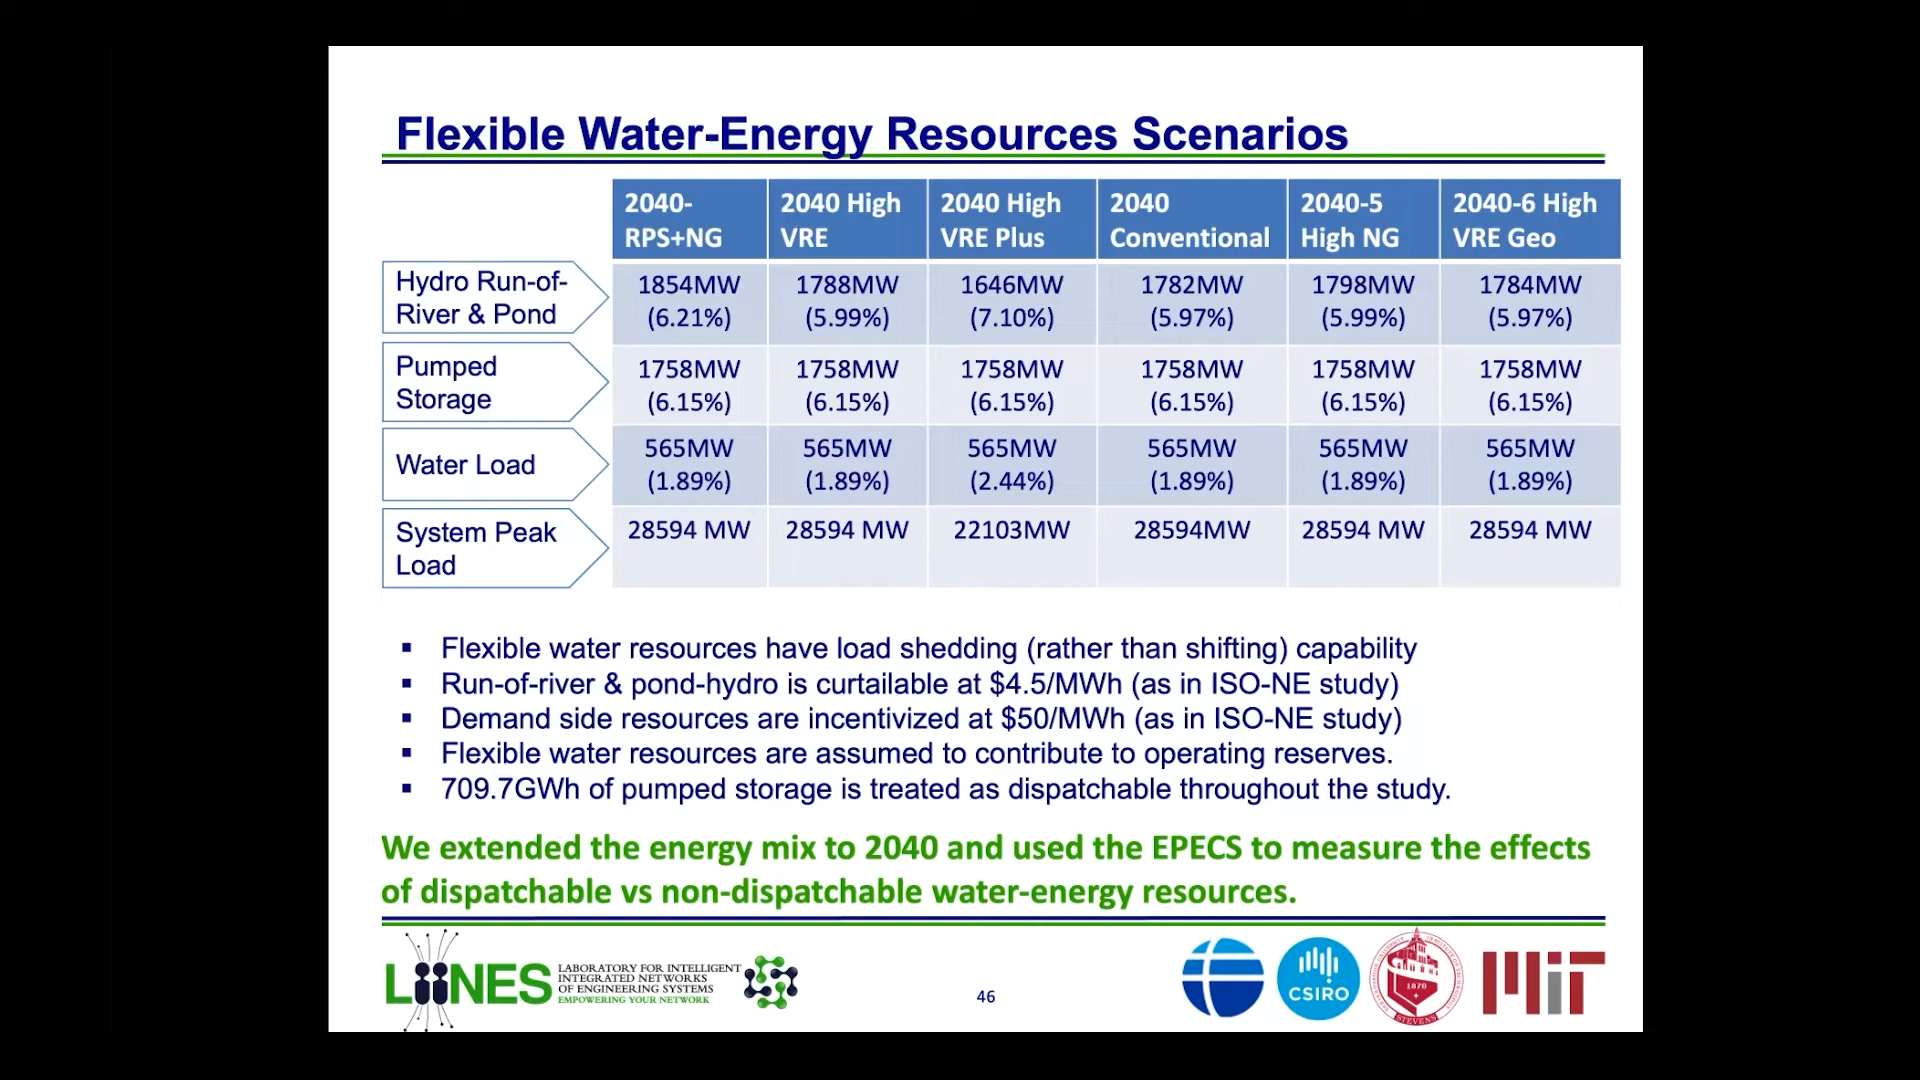 Flexible Water-Energy Resources Scenarios
2040-
RPS+NG
2040 High
VRE
2040 High
VRE Plus
2040
Conventional
2040-5
High NG
2040-6 High
VRE Geo
Hydro Run-of-
River & Pond
1854MW
(6.21%)
1788MW
(5.99%)
1646MW
(7.10%)
1782MW
(5.97%)
1798MW
(5.99%)
1784MW
(5.97%)
Pumped
Storage
1758MW
(6.15%)
1758MW
(6.15%)
1758MW
(6.15%)
1758MW
(6.15%)
1758MW
(6.15%)
1758MW
(6.15%)
Water Load
565MW
(1.89%)
565MW
(1.89%)
565MW
(2.44%)
565MW
(1.89%)
565MW
(1.89%)
565MW
(1.89%)
System Peak
Load
28594 MW
28594 MW
22103MW
28594MW
28594 MW
28594 MW
▪ Flexible water resources have load shedding (rather than shifting) capability
▪ Run-of-river & pond-hydro is curtailable at $4.5/MWh (as in ISO-NE study)
▪ Demand side resources are incentivized at $50/MWh (as in ISO-NE study)
▪ Flexible water resources are assumed to contribute to operating reserves.
▪ 709.7GWh of pumped storage is treated as dispatchable throughout the study.
We extended the energy mix to 2040 and used the EPECS to measure the effects
of dispatchable vs non-dispatchable water-energy resources.
LIINES
LABORATORY FOR INTELLIGENT
INTEGRATED NETWORKS
OF ENGINEERING SYSTEMS
EMPOWERING YOUR NETWORK
46
CSIRO
1870
STEVENS
MIT